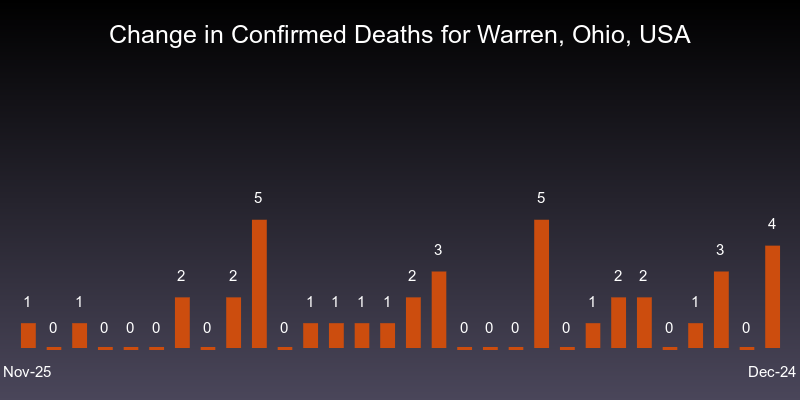 Change in Confirmed Deaths for Warren, Ohio, USA
1 0 1 0 0 0 2 0 2 5 0 1 1 1 1 2 3 0 0 0 5 0 1 2 2 0 1 3 0 4
Nov-25 Dec-24